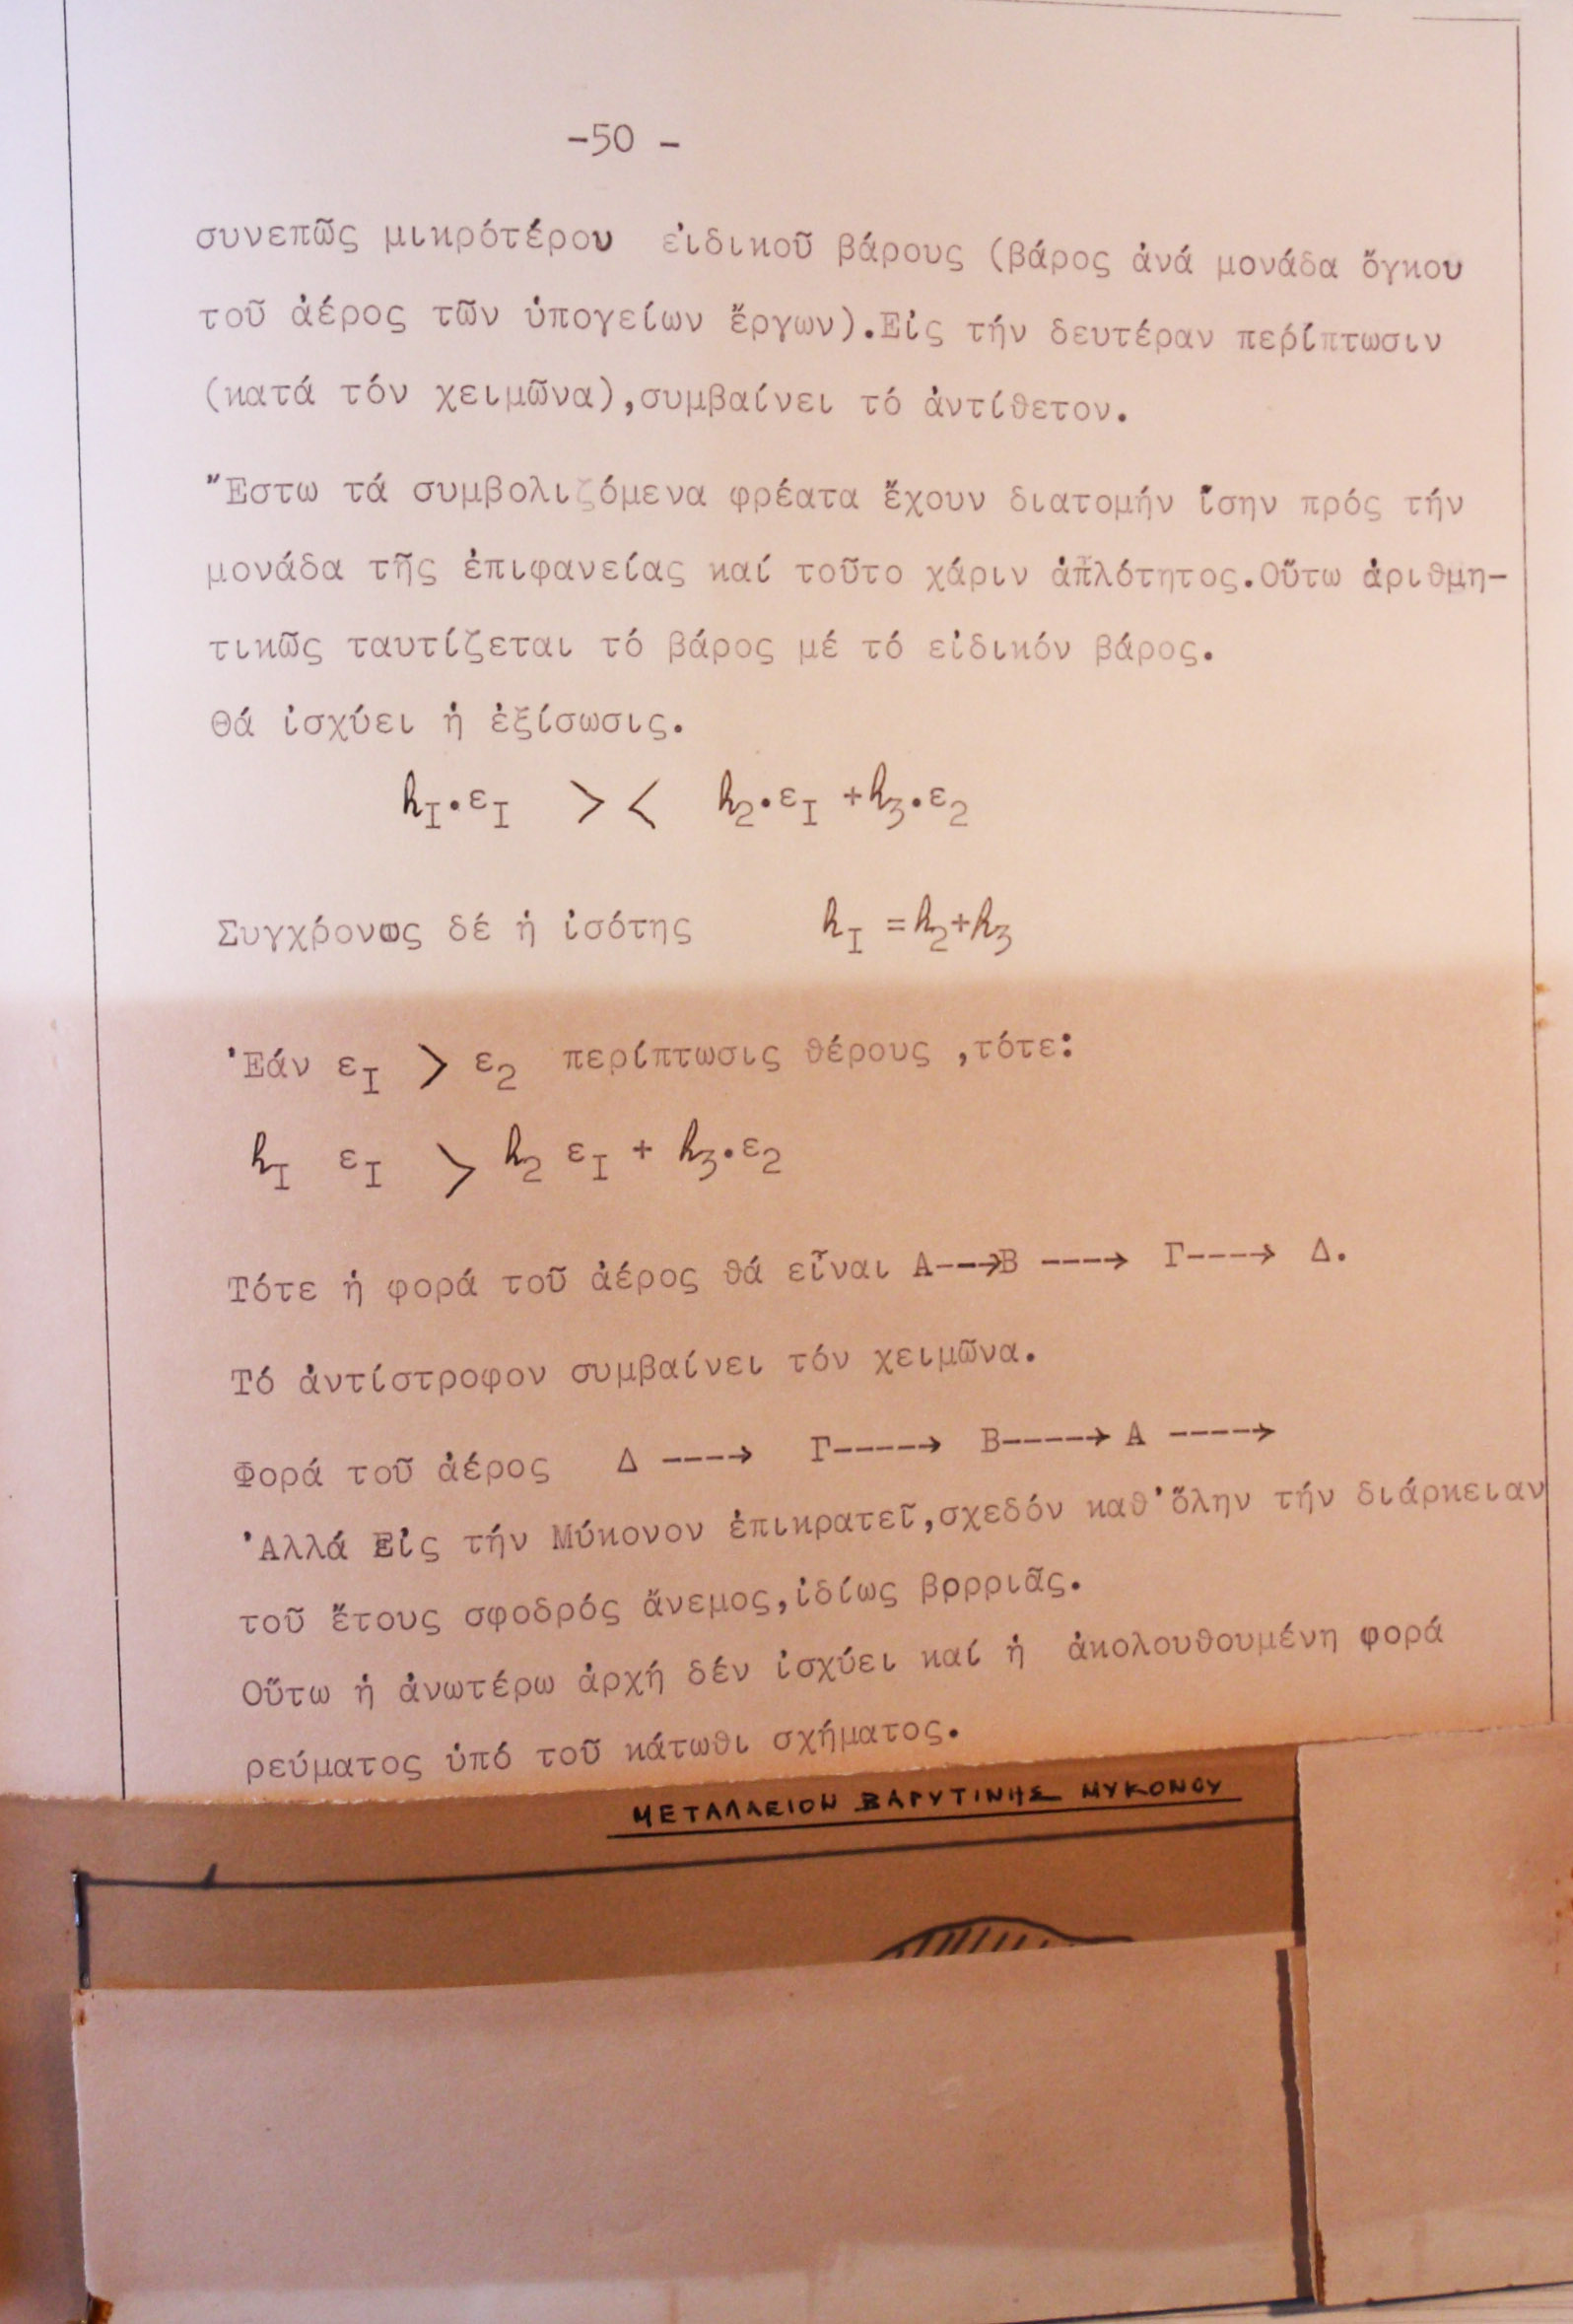 -50 -
συνεπῶς μικρότέρου εἰδικοῦ βάρους (βάρος ἀνά μονάδα ὄγκου
τοῦ ἀέρος τῶν ὑπογείων ἔργων).Εἰς τήν δευτέραν περίπτωσιν
(κατά τόν χειμῶνα),συμβαίνει τό ἀντίθετον.
"Εστω τά συμβολιζόμενα φρέατα ἔχουν διατομήν ἴσην πρός τήν
μονάδα τῆς ἐπιφανείας καί τοῦτο χάριν ἁπλότητος.Οὕτω ἀριθμη-
τικῶς ταυτίζεται τό βάρος μέ τό εἰδικόν βάρος.
Θά ἰσχύει ἡ ἐξίσωσις.
h_I.ε_I > < h_2.ε_I +h_3.ε_2
Συγχρόνως δέ ἡ ἰσότης h_I =h_2+h_3
'Εάν ε_I > ε_2 περίπτωσις θέρους ,τότε:
h_I ε_I > h_2 ε_I + h_3.ε_2
Τότε ἡ φορά τοῦ ἀέρος θά εἶναι Α---→Β ----→ Γ----→ Δ.
Τό ἀντίστροφον συμβαίνει τόν χειμῶνα.
Φορά τοῦ ἀέρος Δ ----→ Γ-----→ Β-----→ Α -----→
'Αλλά Εἰς τήν Μύκονον ἐπικρατεῖ,σχεδόν καθ'ὅλην τήν διάρκειαν
τοῦ ἔτους σφοδρός ἄνεμος,ἰδίως βρρριᾶς.
Οὕτω ἡ ἀνωτέρω ἀρχή δέν ἰσχύει καί ἡ ἀκολουθουμένη φορά
ρεύματος ὑπό τοῦ κάτωθι σχήματος.
ΜΕΤΑΛΛΕΙΟΝ ΒΑΡΥΤΙΝΗΣ ΜΥΚΟΝΟΥ